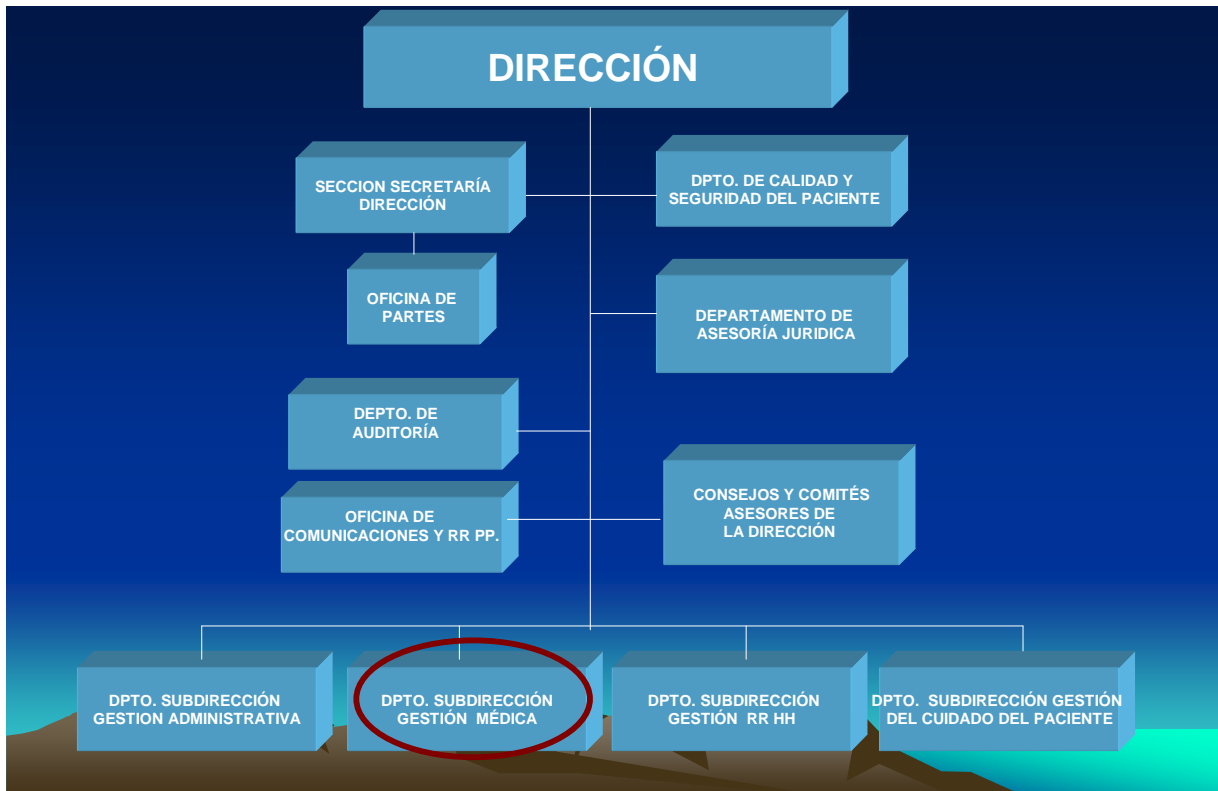 DIRECCIÓN
SECCION SECRETARÍA
DIRECCIÓN
DPTO. DE CALIDAD Y
SEGURIDAD DEL PACIENTE
OFICINA DE
PARTES
DEPARTAMENTO DE
ASESORÍA JURIDICA
DEPTO. DE
AUDITORÍA
CONSEJOS Y COMITÉS
ASESORES DE
LA DIRECCIÓN
OFICINA DE
COMUNICACIONES Y RR PP.
DPTO. SUBDIRECCIÓN
GESTION ADMINISTRATIVA
DPTO. SUBDIRECCIÓN
GESTIÓN MÉDICA
DPTO. SUBDIRECCIÓN
GESTIÓN RR HH
DPTO. SUBDIRECCIÓN GESTIÓN
DEL CUIDADO DEL PACIENTE